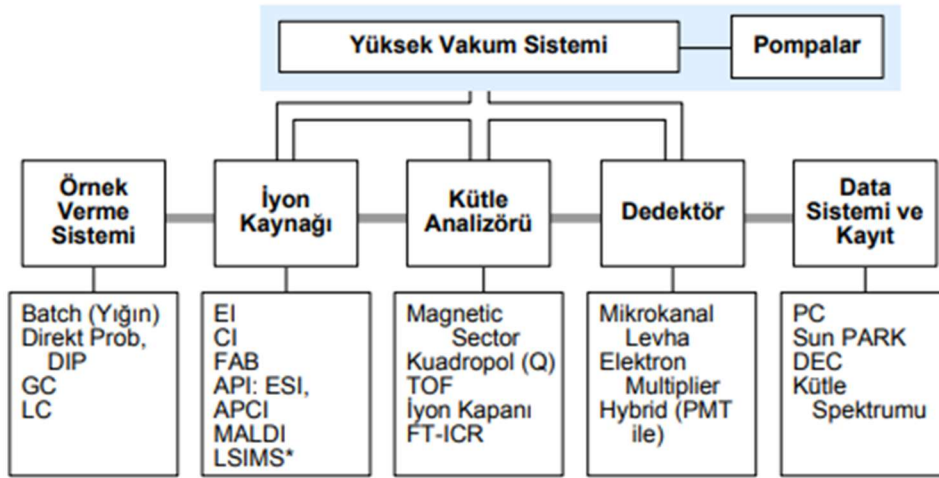 Yüksek Vakum Sistemi
Pompalar
Örnek
Verme
Sistemi
İyon
Kaynağı
Kütle
Analizörü
Dedektör
Data
Sistemi ve
Kayıt
Batch (Yığın)
Direkt Prob,
DIP
GC
LC
EI
CI
FAB
API: ESI,
APCI
MALDI
LSIMS*
Magnetic
Sector
Kuadropol (Q)
TOF
İyon Kapanı
FT-ICR
Mikrokanal
Levha
Elektron
Multiplier
Hybrid (PMT
ile)
PC
Sun PARK
DEC
Kütle
Spektrumu